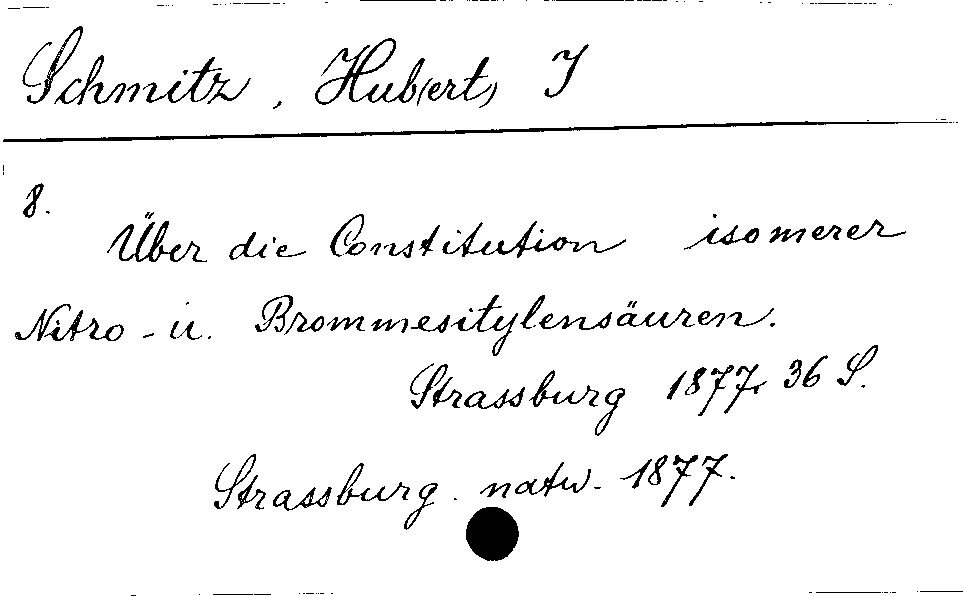 Schmitz, Hub(ert) J
8.
Über die Constitution isomerer
Nitro- u. Brommesitylensäuren.
Strassburg 1877. 36 S.
Strassburg. natw. 1877.